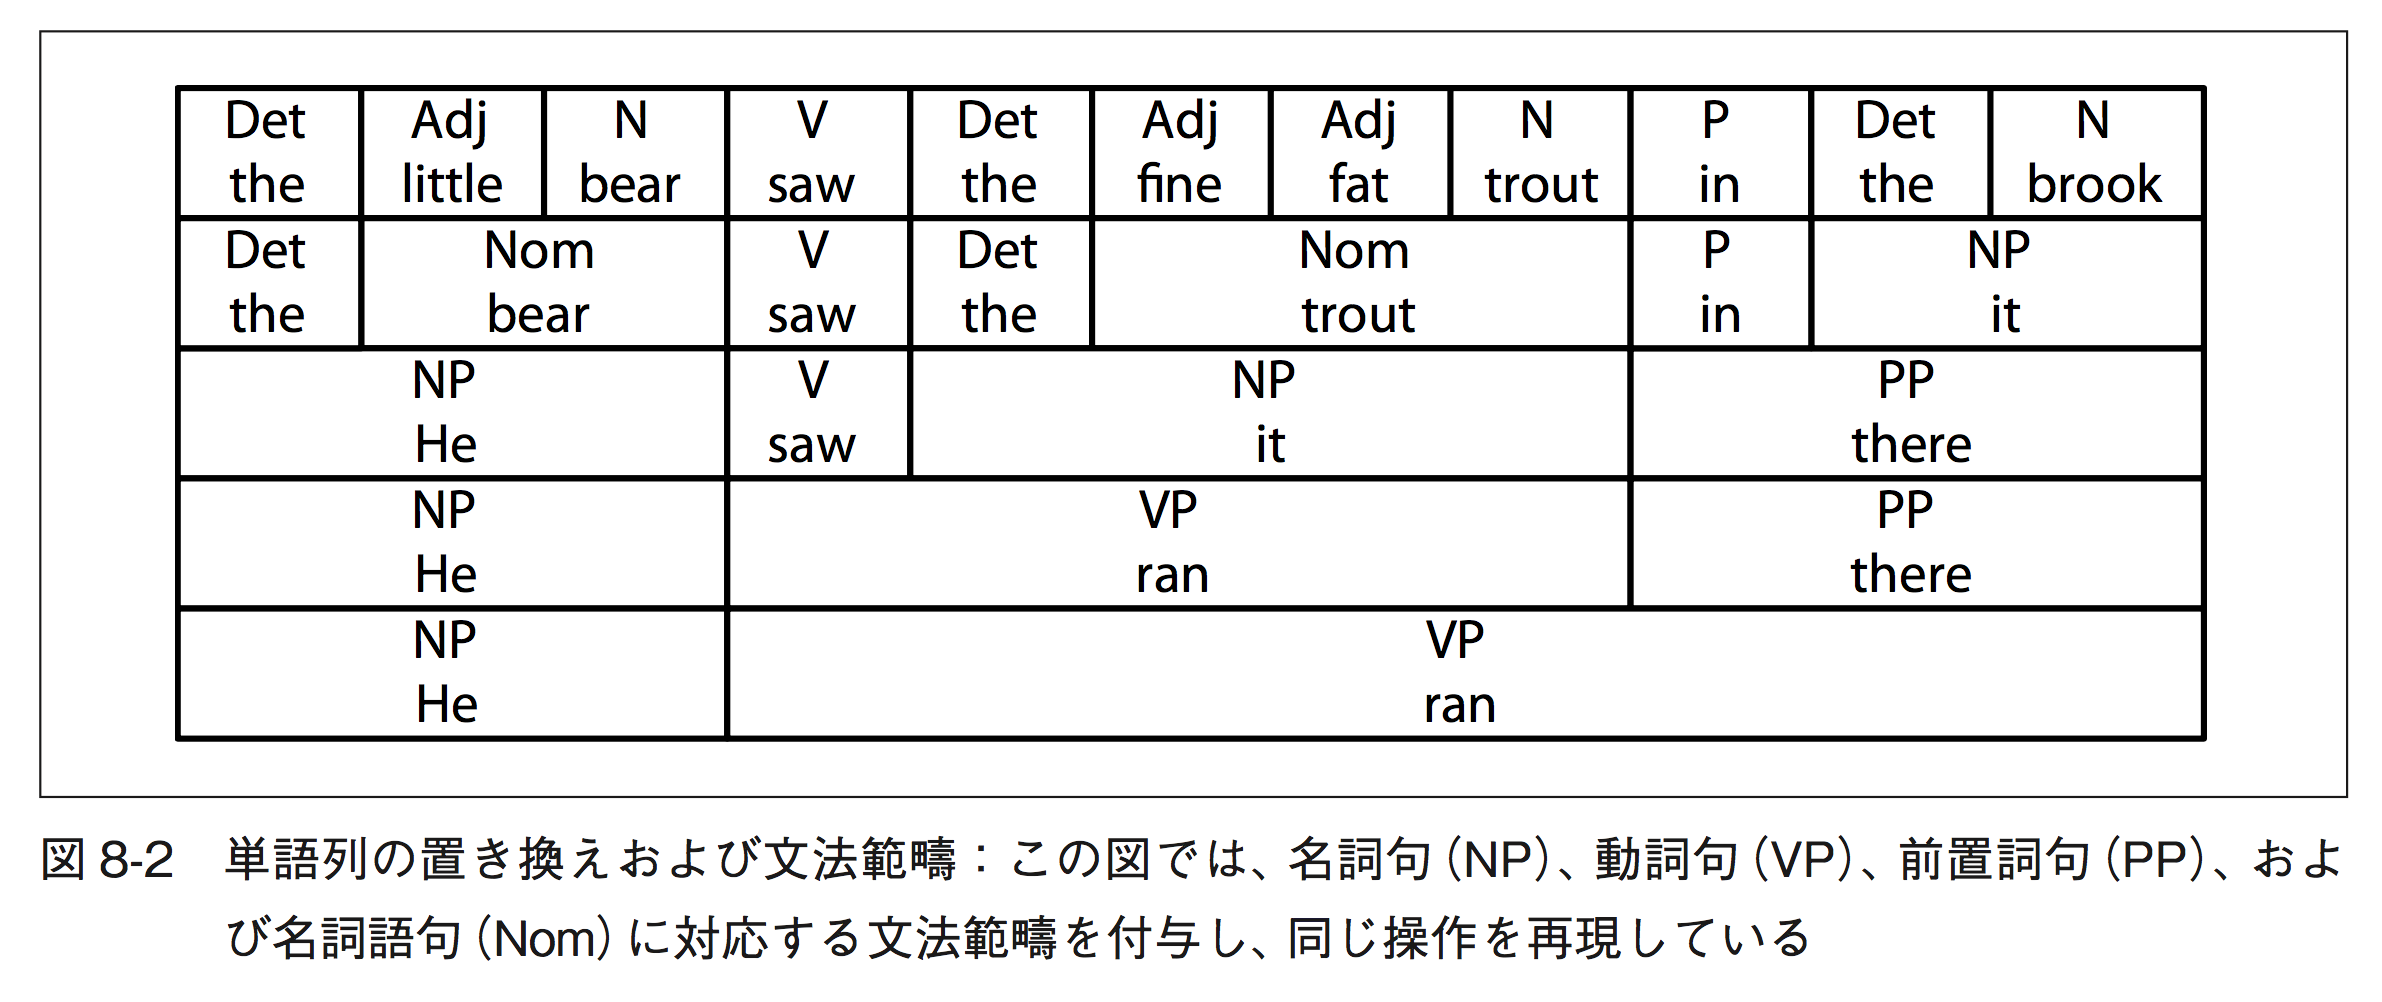 Det Adj N V Det Adj Adj N P Det N
the little bear saw the fine fat trout in the brook
Det Nom V Det Nom P NP
the bear saw the trout in it
NP V NP PP
He saw it there
NP VP PP
He ran there
NP VP
He ran
図 8-2 単語列の置き換えおよび文法範疇：この図では、名詞句（NP）、動詞句（VP）、前置詞句（PP）、およ
び名詞語句（Nom）に対応する文法範疇を付与し、同じ操作を再現している